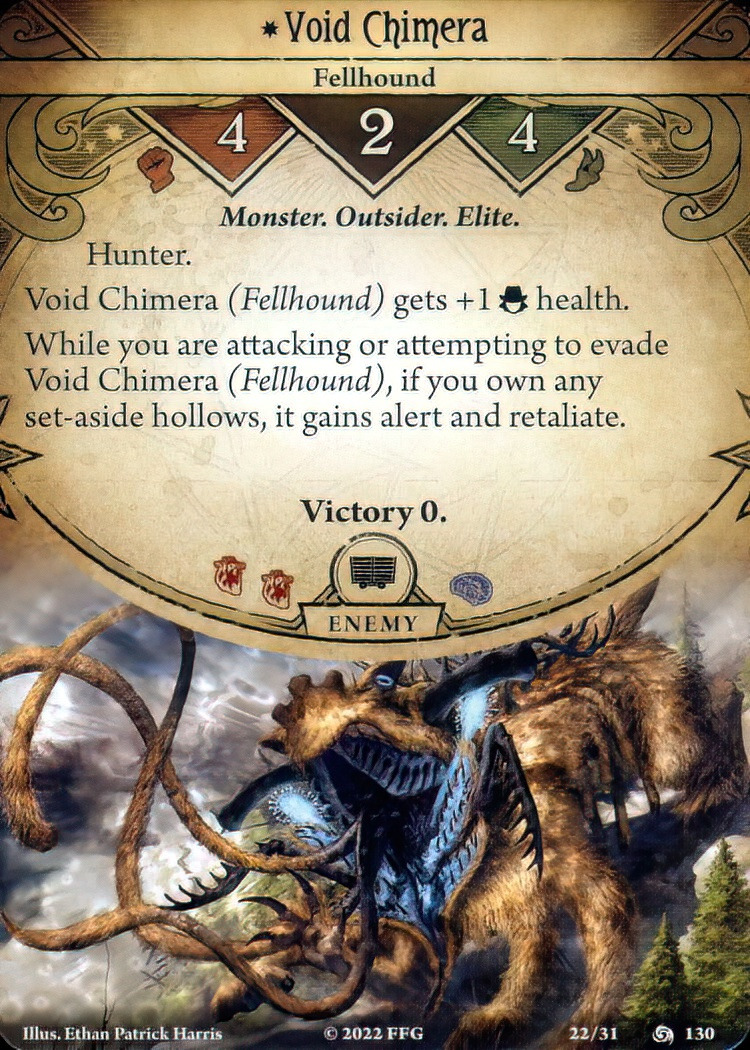 Void Chimera
Fellhound
4 2 4
Monster. Outsider. Elite.
Hunter.
Void Chimera (Fellhound) gets +1 health.
While you are attacking or attempting to evade
Void Chimera (Fellhound), if you own any
set-aside hollows, it gains alert and retaliate.
Victory 0.
ENEMY
Illus. Ethan Patrick Harris © 2022 FFG 22/31 130